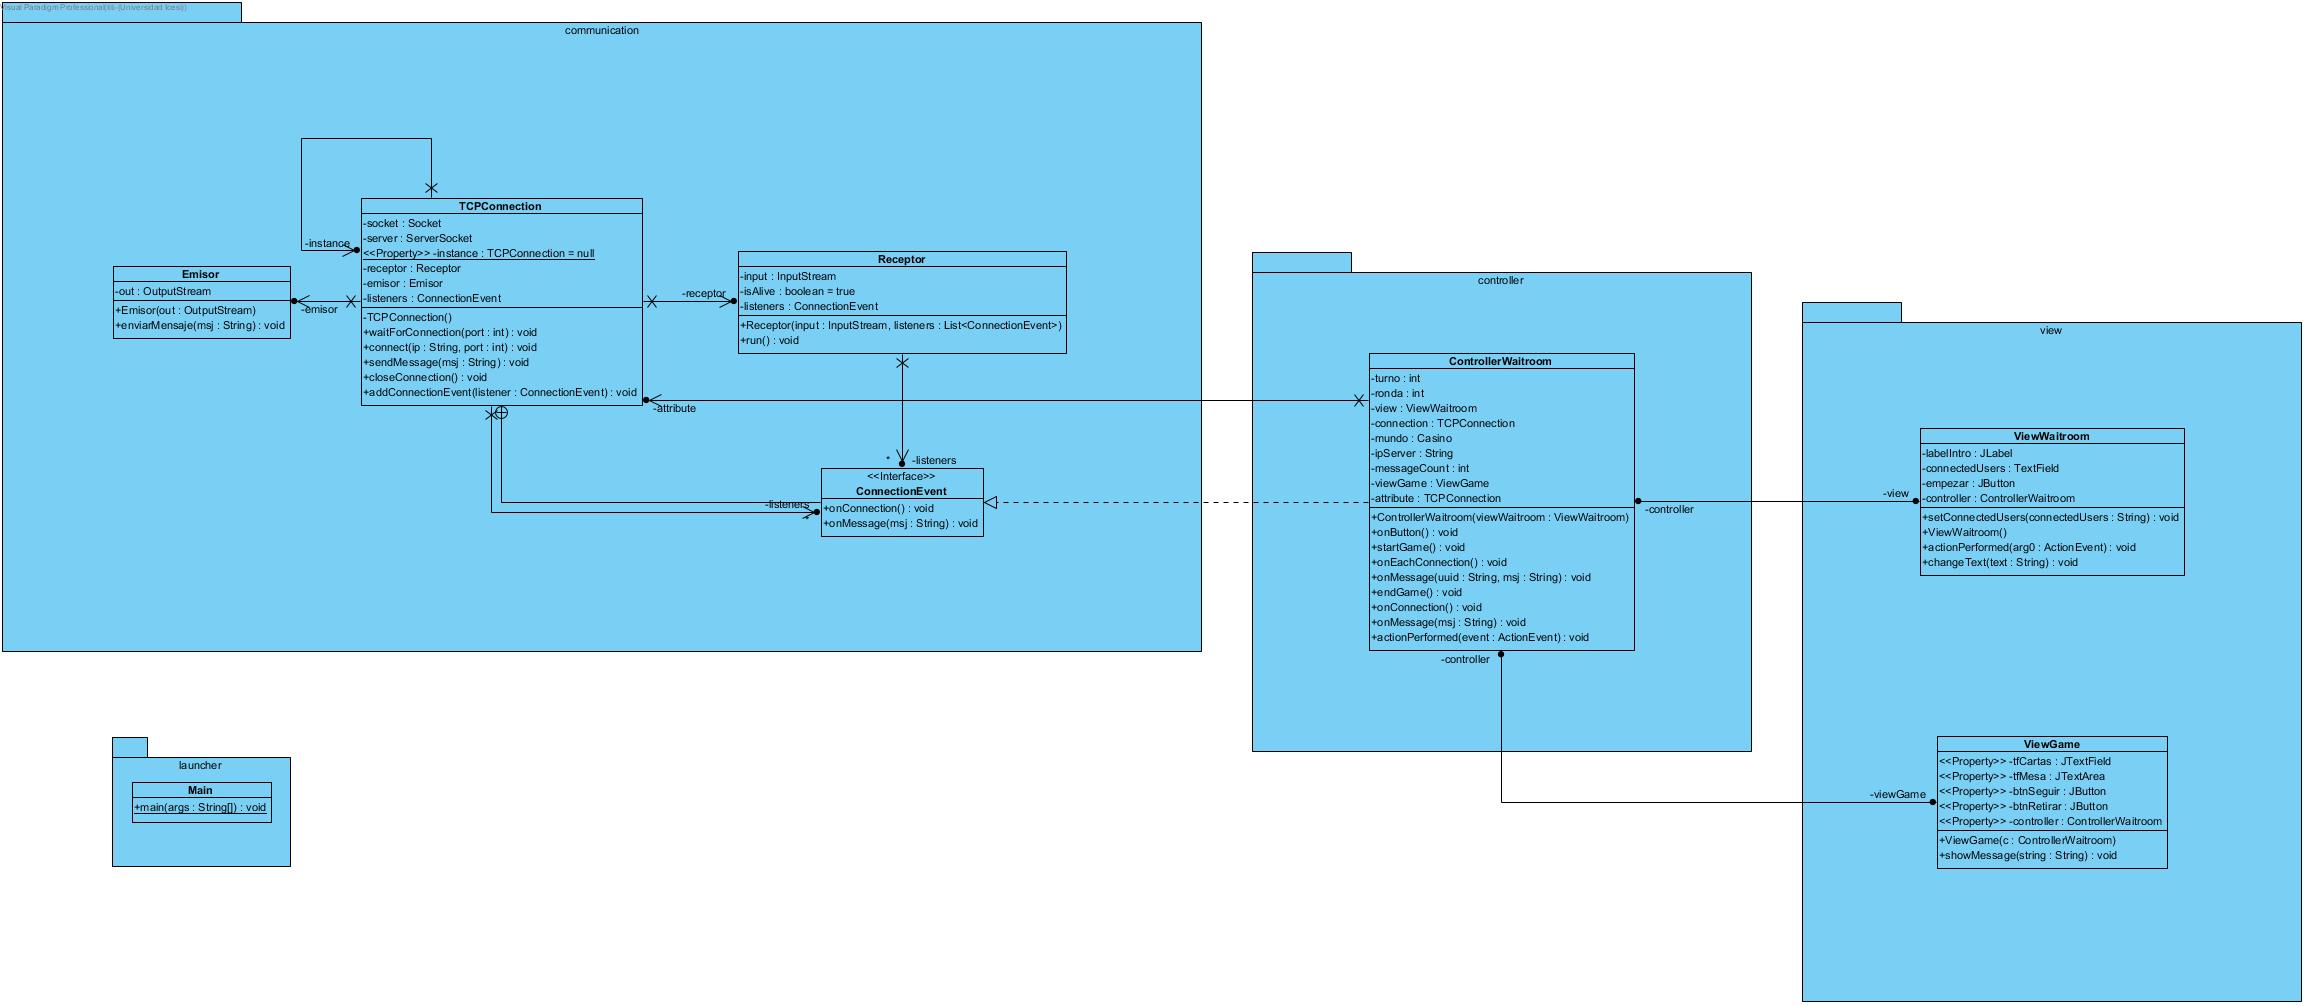 Visual Paradigm Professional(lili-(Universidad Icesi))
communication
-instance
TCPConnection
-socket : Socket
-server : ServerSocket
<<Property>> -instance : TCPConnection = null
-receptor : Receptor
-emisor : Emisor
-listeners : ConnectionEvent
-TCPConnection()
+waitForConnection(port : int) : void
+connect(ip : String, port : int) : void
+sendMessage(msj : String) : void
+closeConnection() : void
+addConnectionEvent(listener : ConnectionEvent) : void
Emisor
-out : OutputStream
+Emisor(out : OutputStream)
+enviarMensaje(msj : String) : void
-emisor
-receptor
Receptor
-input : InputStream
-isAlive : boolean = true
-listeners : ConnectionEvent
+Receptor(input : InputStream, listeners : List<ConnectionEvent>)
+run() : void
-attribute
* -listeners
<<Interface>>
ConnectionEvent
+onConnection() : void
+onMessage(msj : String) : void
-listeners
*
controller
ControllerWaitroom
-turno : int
-ronda : int
-view : ViewWaitroom
-connection : TCPConnection
-mundo : Casino
-ipServer : String
-messageCount : int
-viewGame : ViewGame
-attribute : TCPConnection
+ControllerWaitroom(viewWaitroom : ViewWaitroom)
+onButton() : void
+startGame() : void
+onEachConnection() : void
+onMessage(uuid : String, msj : String) : void
+endGame() : void
+onConnection() : void
+onMessage(msj : String) : void
+actionPerformed(event : ActionEvent) : void
-controller
-controller
view
-view
ViewWaitroom
-labelIntro : JLabel
-connectedUsers : TextField
-empezar : JButton
-controller : ControllerWaitroom
+setConnectedUsers(connectedUsers : String) : void
+ViewWaitroom()
+actionPerformed(arg0 : ActionEvent) : void
+changeText(text : String) : void
-viewGame
ViewGame
<<Property>> -tfCartas : JTextField
<<Property>> -tfMesa : JTextArea
<<Property>> -btnSeguir : JButton
<<Property>> -btnRetirar : JButton
<<Property>> -controller : ControllerWaitroom
+ViewGame(c : ControllerWaitroom)
+showMessage(string : String) : void
launcher
Main
+main(args : String[]) : void